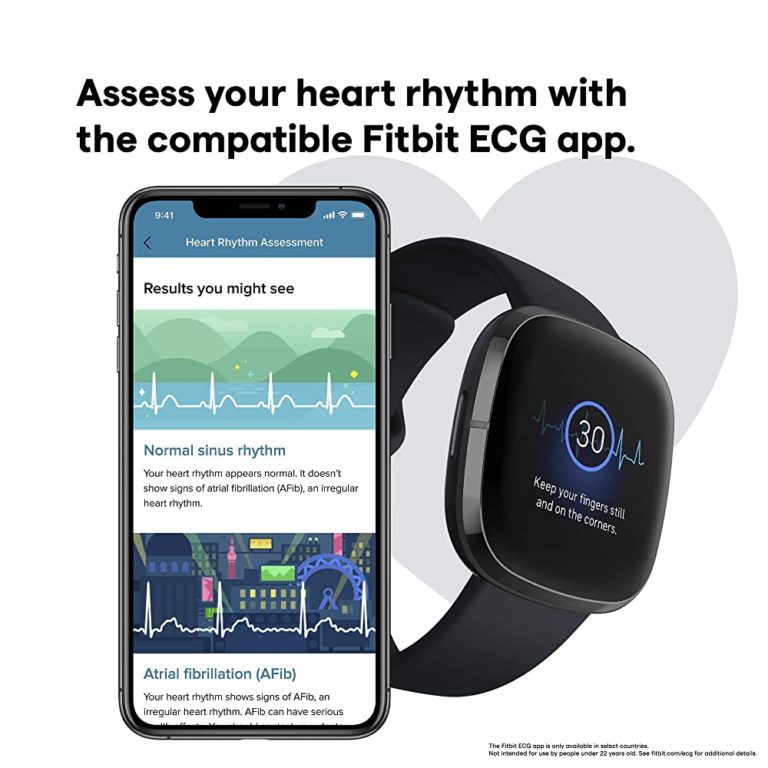 Assess your heart rhythm with
the compatible Fitbit ECG app.
9:41
Heart Rhythm Assessment
Results you might see
Normal sinus rhythm
Your heart rhythm appears normal. It doesn't
show signs of atrial fibrillation (AFib), an irregular
heart rhythm.
Atrial fibrillation (AFib)
Your heart rhythm shows signs of AFib, an
irregular heart rhythm. AFib can have serious
30
Keep your fingers still
and on the corners.
The Fitbit ECG app is only available in select countries.
Not intended for use by people under 22 years old. See fitbit.com/ecg for additional details.